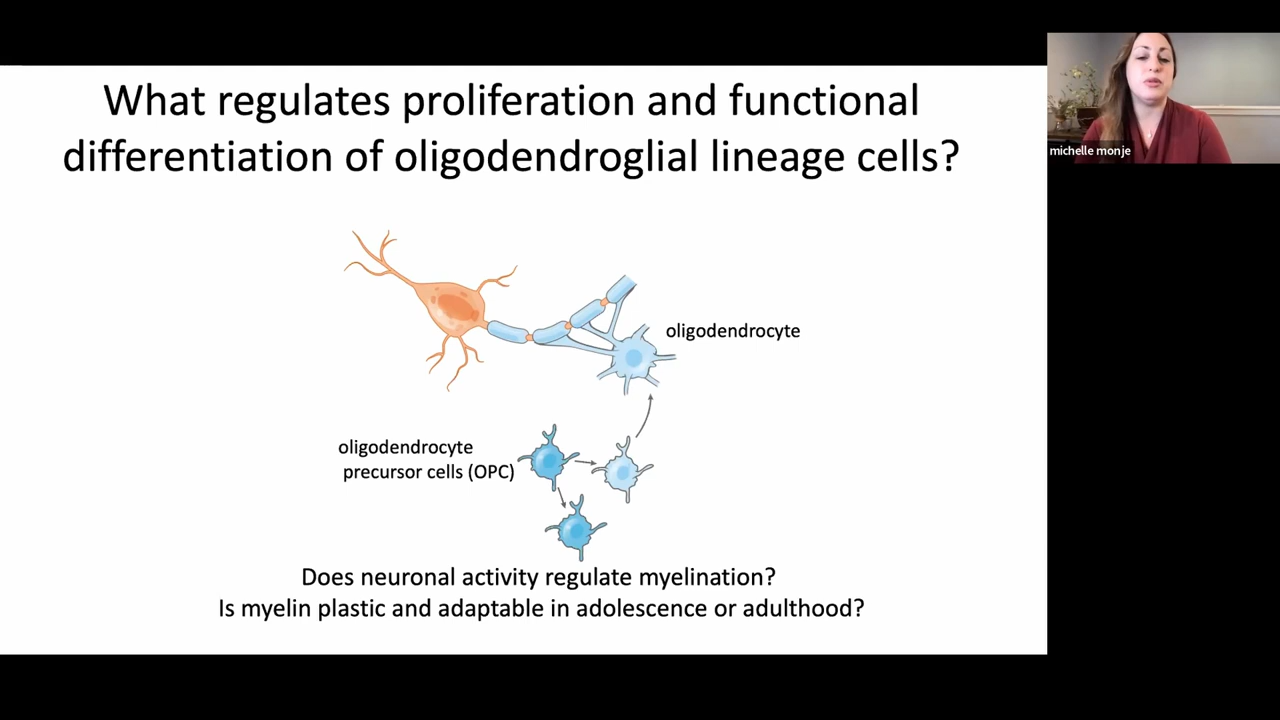 What regulates proliferation and functional
differentiation of oligodendroglial lineage cells?
michelle monje
oligodendrocyte
oligodendrocyte
precursor cells (OPC)
Does neuronal activity regulate myelination?
Is myelin plastic and adaptable in adolescence or adulthood?